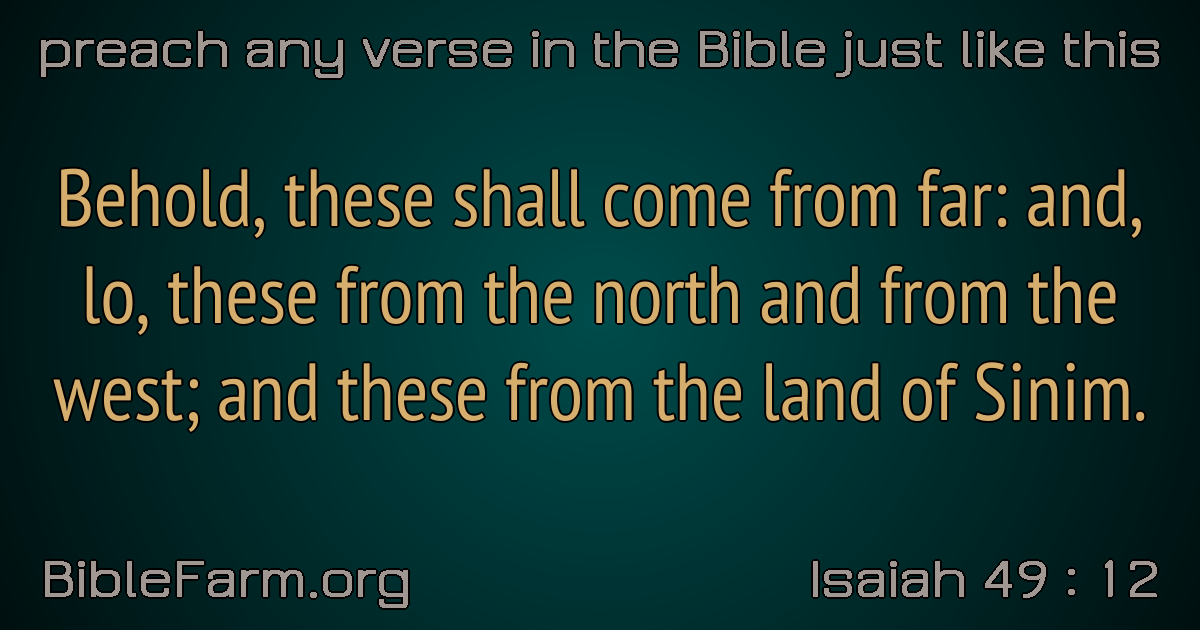 preach any verse in the Bible just like this
Behold, these shall come from far: and,
lo, these from the north and from the
west; and these from the land of Sinim.
BibleFarm.org
Isaiah 49 : 12